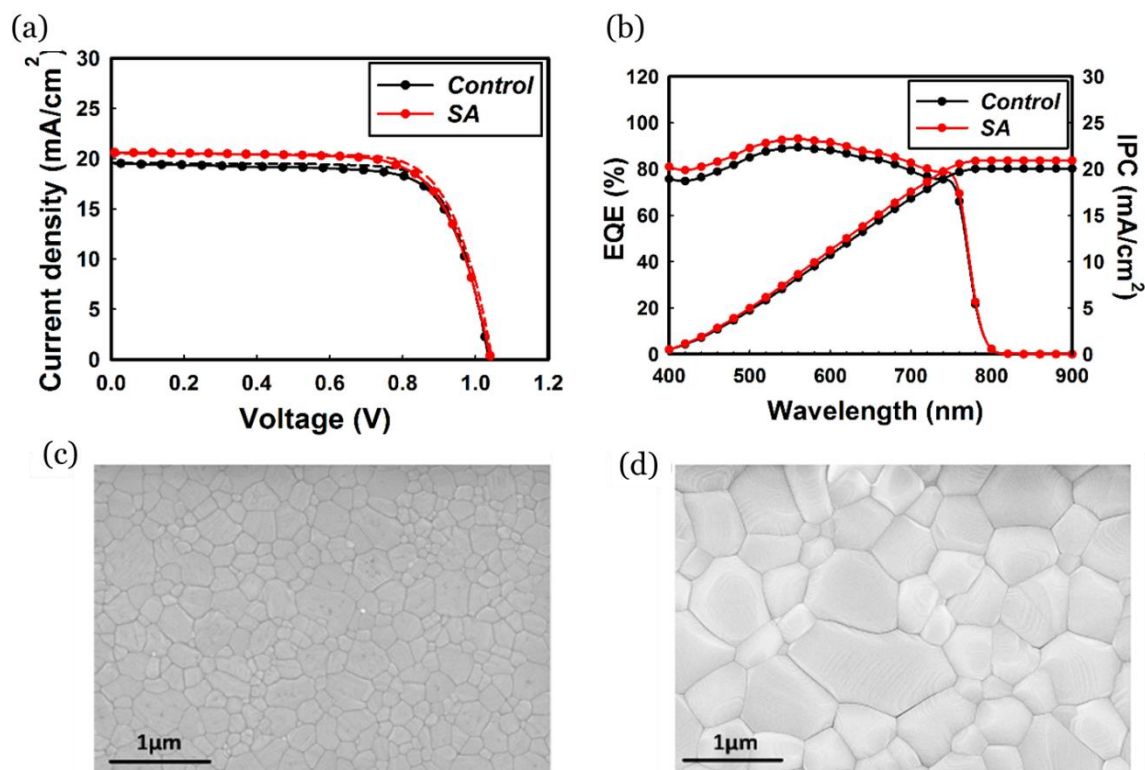 (a)
Current density (mA/cm²)
30
25
20
15
10
5
0
0.0 0.2 0.4 0.6 0.8 1.0 1.2
Voltage (V)
Control
SA
(b)
EQE (%)
120
100
80
60
40
20
0
400 500 600 700 800 900
Wavelength (nm)
30
25
20
15
10
5
0
IPC (mA/cm²)
Control
SA
(c)
1μm
(d)
1μm